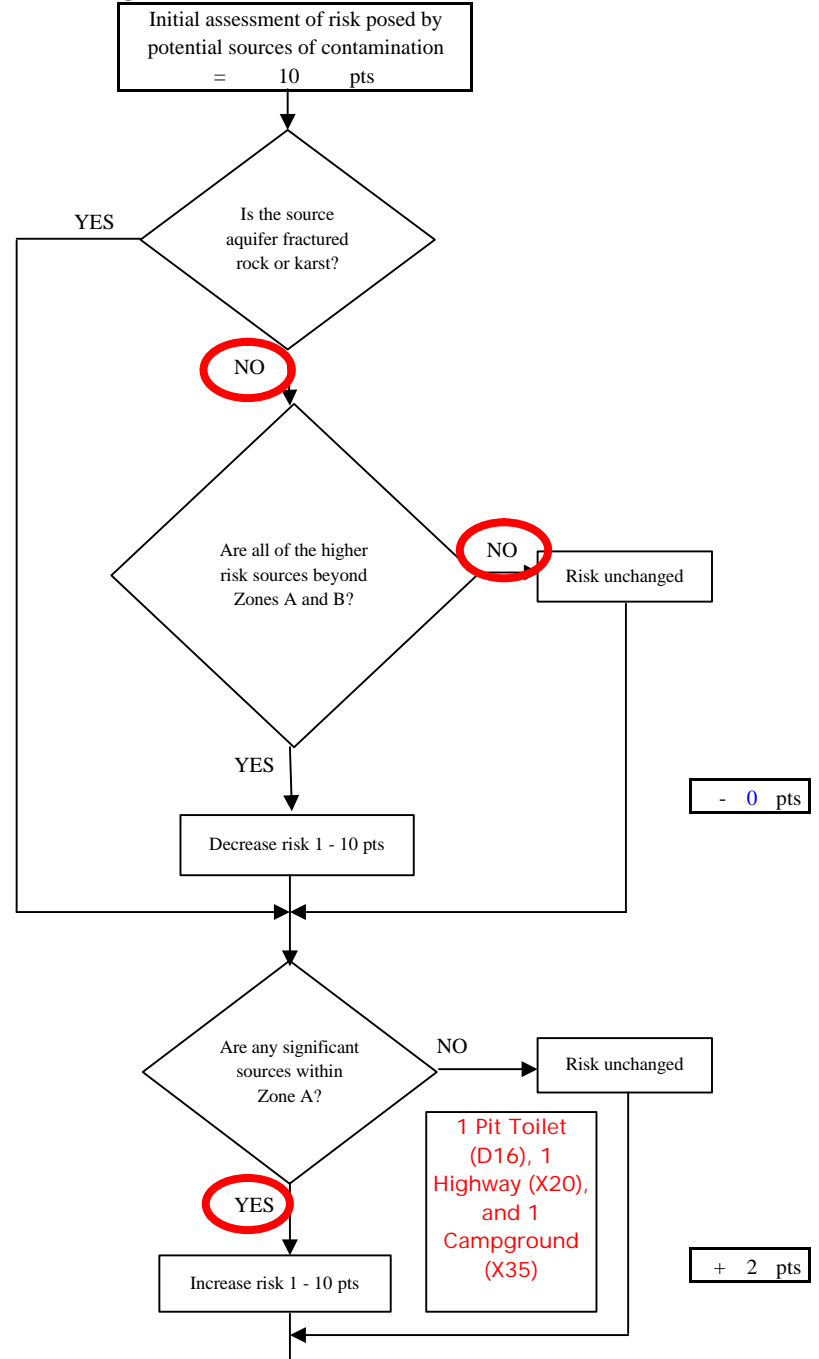 Initial assessment of risk posed by
potential sources of contamination
= 10 pts
YES
Is the source
aquifer fractured
rock or karst?
NO
Are all of the higher
risk sources beyond
Zones A and B?
NO
Risk unchanged
YES
- 0 pts
Decrease risk 1 - 10 pts
Are any significant
sources within
Zone A?
NO
Risk unchanged
1 Pit Toilet
(D16), 1
Highway (X20),
and 1
Campground
(X35)
YES
+ 2 pts
Increase risk 1 - 10 pts